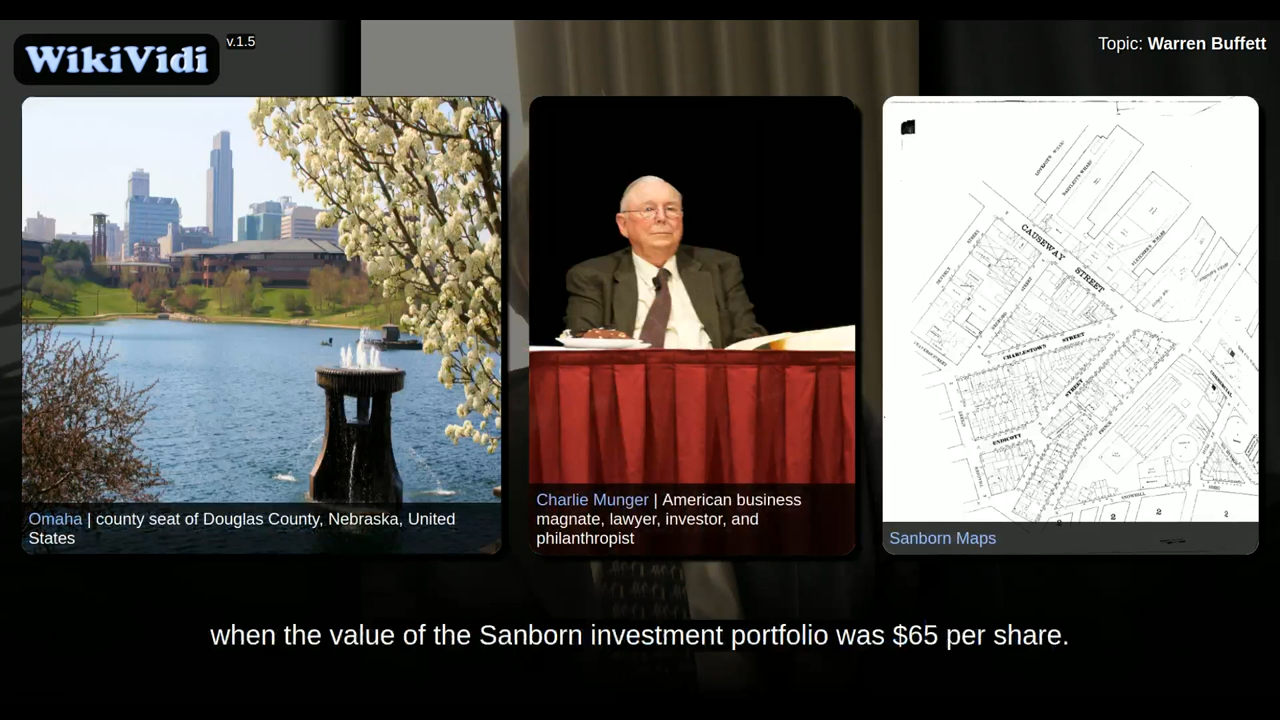 WikiVidi
v.1.5
Topic: Warren Buffett
CAUSEWAY STREET
CHARLESTOWN STREET
STREET
ENDICOTT
Omaha | county seat of Douglas County, Nebraska, United
States
Charlie Munger | American business
magnate, lawyer, investor, and
philanthropist
Sanborn Maps
when the value of the Sanborn investment portfolio was $65 per share.